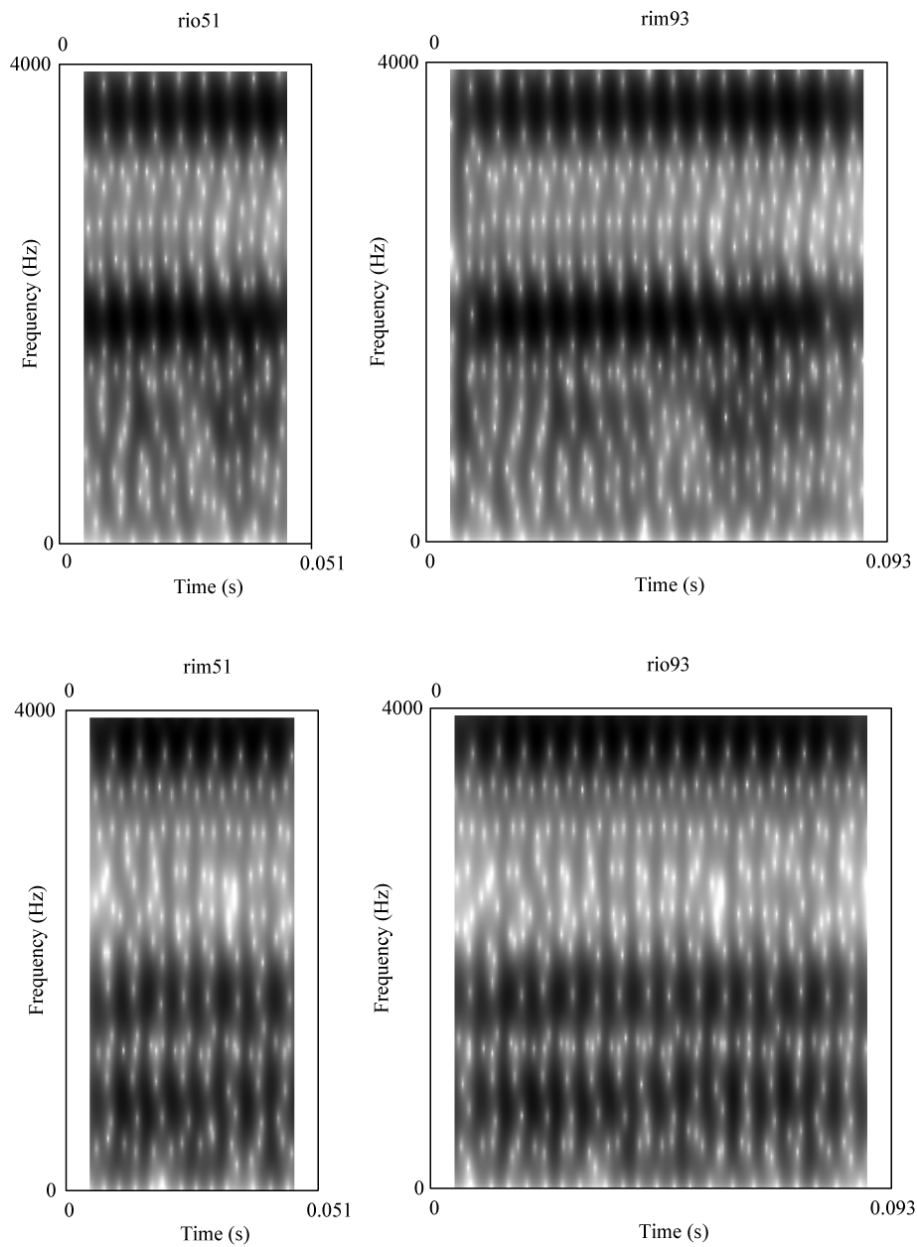 rio51
0
4000
Frequency (Hz)
0
0
0.051
Time (s)
rim93
0
4000
Frequency (Hz)
0
0
0.093
Time (s)
rim51
0
4000
Frequency (Hz)
0
0
0.051
Time (s)
rio93
0
4000
Frequency (Hz)
0
0
0.093
Time (s)